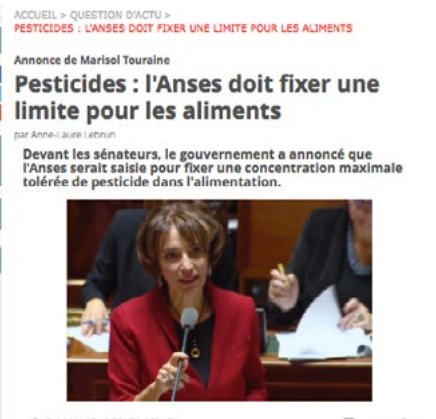 ACCUEIL > QUESTION D'ACTU >
PESTICIDES : L'ANSES DOIT FIXER UNE LIMITE POUR LES ALIMENTS
Annonce de Marisol Touraine
Pesticides : l'Anses doit fixer une
limite pour les aliments
par Anne-Laure Lebrun
Devant les sénateurs, le gouvernement a annoncé que
l'Anses serait saisie pour fixer une concentration maximale
tolérée de pesticide dans l'alimentation.